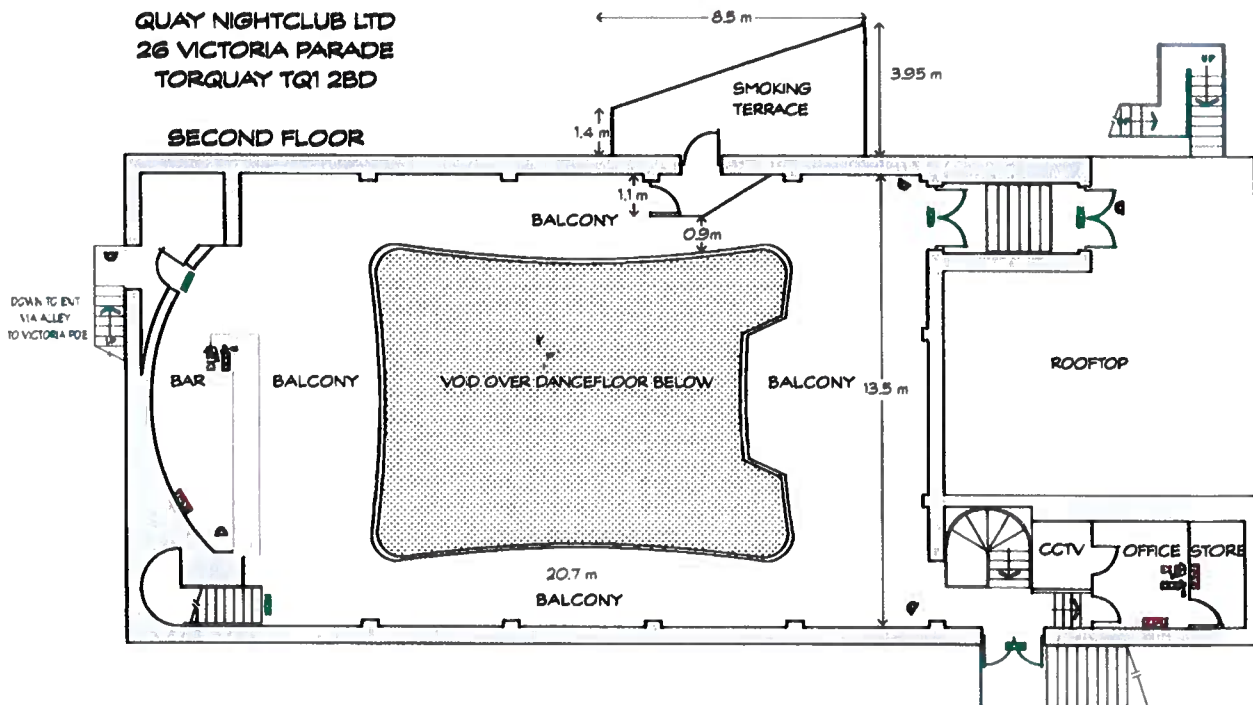 QUAY NIGHTCLUB LTD
26 VICTORIA PARADE
TORQUAY TQ1 2BD
SECOND FLOOR
8.5 m
3.95 m
SMOKING
TERRACE
1.4 m
UP
1.1 m
BALCONY
0.9m
DOWN TO EXIT
VIA ALLEY
TO VICTORIA PDE
BAR
BALCONY
VOID OVER DANCEFLOOR BELOW
BALCONY
13.5 m
ROOFTOP
CCTV
OFFICE
STORE
20.7 m
BALCONY